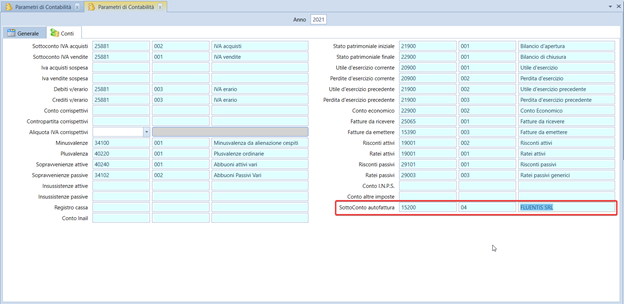 Parametri di Contabilità Parametri di Contabilità
Anno 2021
Generale Conti
Sottoconto IVA acquisti 25881 002 IVA acquisti
Sottoconto IVA vendite 25881 001 IVA vendite
Iva acquisti sospesa
Iva vendite sospesa
Debiti v/erario 25881 003 IVA erario
Crediti v/erario 25881 003 IVA erario
Conto corrispettivi
Contropartita corrispettivi
Aliquota IVA corrispettivi
Minusvalenze 34100 001 Minusvalenza da alienazione cespiti
Plusvalenze 40220 001 Plusvalenze ordinarie
Sopravvenienze attive 40240 001 Abbuoni attivi vari
Sopravvenienze passive 34102 002 Abbuoni Passivi Vari
Insussistenze attive
Insussistenze passive
Registro cassa
Conto Inail
Stato patrimoniale iniziale 21900 001 Bilancio d'apertura
Stato patrimoniale finale 22900 001 Bilancio di chiusura
Utile d'esercizio corrente 20900 001 Utile d'esercizio
Perdite d'esercizio corrente 20900 002 Perdita d'esercizio
Utile d'esercizio precedente 21900 002 Utile d'esercizio precedente
Perdita d'esercizio precedente 21900 003 Perdita d'esercizio precedente
Conto economico 22900 002 Conto Economico
Fatture da ricevere 25065 001 Fatture da ricevere
Fatture da emettere 15390 003 Fatture da emettere
Risconti attivi 19001 002 Risconti attivi
Ratei attivi 19001 001 Ratei attivi
Risconti passivi 29101 001 Risconti passivi
Ratei passivi 29003 003 Ratei passivi generici
Conto I.N.P.S.
Conto altre imposte
SottoConto autofattura 15200 04 FLUENTIS SRL